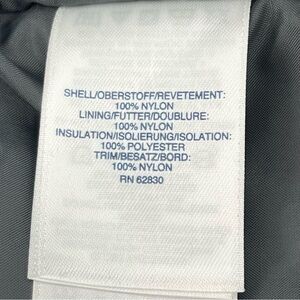 SHELL/OBERSTOFF/REVETEMENT:
100% NYLON
LINING/FUTTER/DOUBLURE:
100% NYLON
INSULATION/ISOLIERUNG/ISOLATION:
100% POLYESTER
TRIM/BESATZ/BORD:
100% NYLON
RN 62830